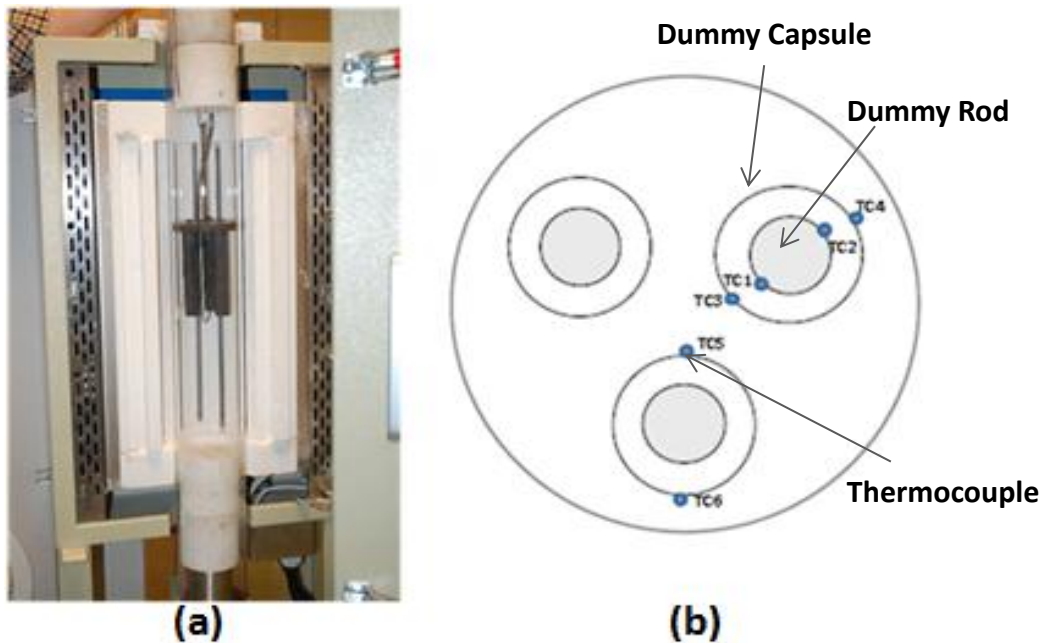 Dummy Capsule
Dummy Rod
TC4
TC2
TC1
TC3
TC5
Thermocouple
TC6
(a)
(b)